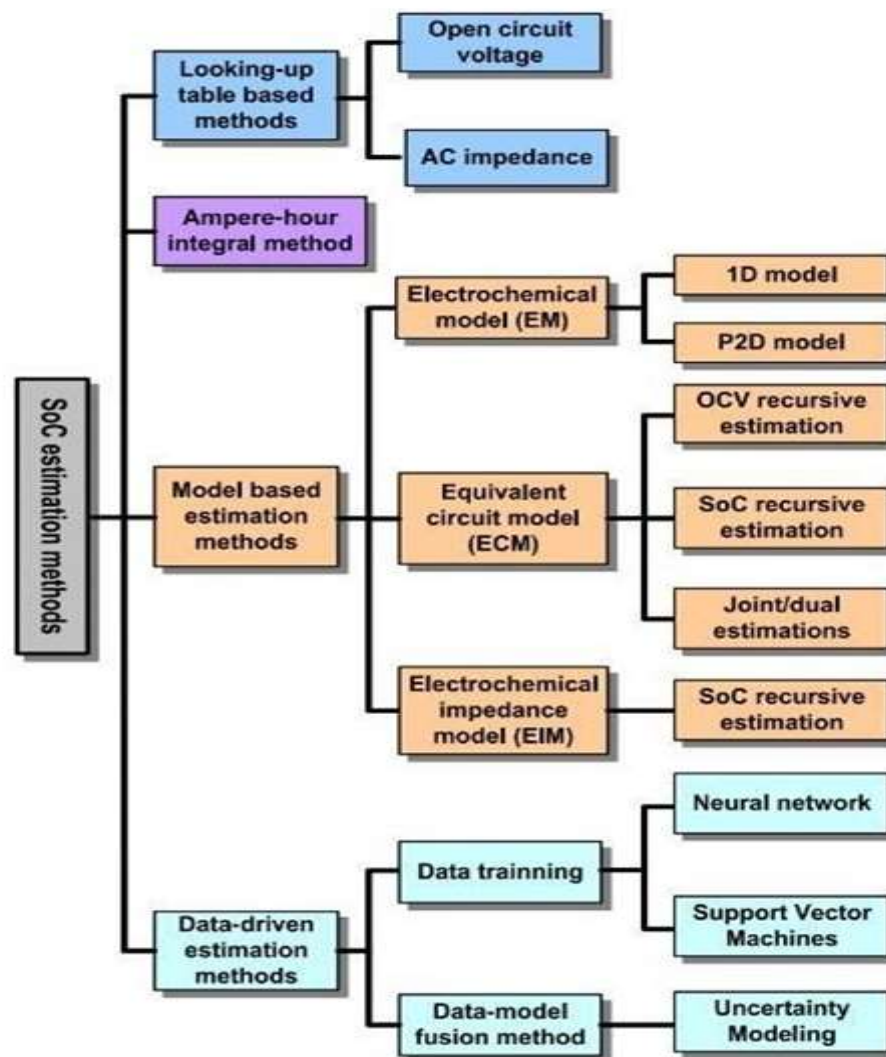 SoC estimation methods
Looking-up
table based
methods
Open circuit
voltage
AC impedance
Ampere-hour
integral method
Model based
estimation
methods
Electrochemical
model (EM)
1D model
P2D model
Equivalent
circuit model
(ECM)
OCV recursive
estimation
SoC recursive
estimation
Joint/dual
estimations
Electrochemical
impedance
model (EIM)
SoC recursive
estimation
Data-driven
estimation
methods
Data trainning
Neural network
Support Vector
Machines
Data-model
fusion method
Uncertainty
Modeling